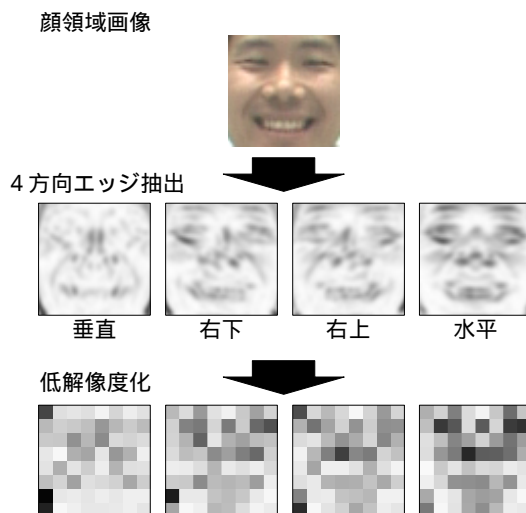 顔領域画像
4方向エッジ抽出
垂直
右下
右上
水平
低解像度化